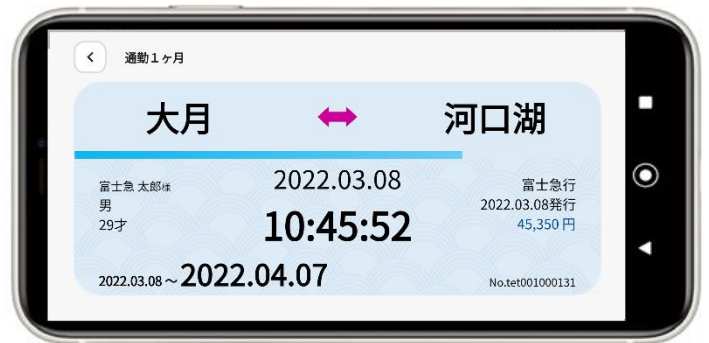 通勤１ヶ月
大月 ⬌ 河口湖
富士急 太郎様
男
29才
2022.03.08
10:45:52
富士急行
2022.03.08発行
45,350 円
2022.03.08～2022.04.07
No.tet001000131